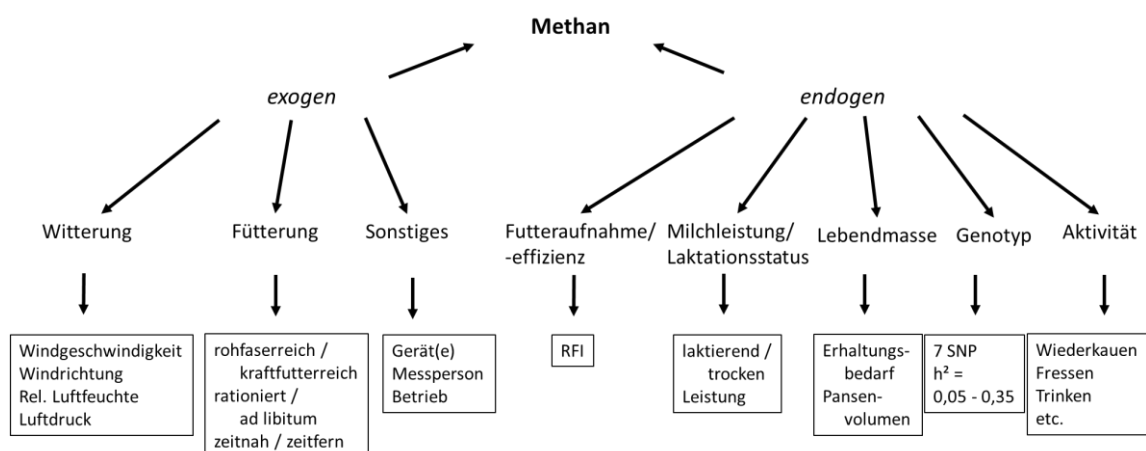 Methan
exogen
endogen
Witterung
Fütterung
Sonstiges
Futteraufnahme/
-effizienz
Milchleistung/
Laktationsstatus
Lebendmasse
Genotyp
Aktivität
Windgeschwindigkeit
Windrichtung
Rel. Luftfeuchte
Luftdruck
rohfaserreich /
kraftfutterreich
rationiert /
ad libitum
zeitnah / zeitfern
Gerät(e)
Messperson
Betrieb
RFI
laktierend /
trocken
Leistung
Erhaltungs-
bedarf
Pansen-
volumen
7 SNP
h² =
0,05 - 0,35
Wiederkauen
Fressen
Trinken
etc.